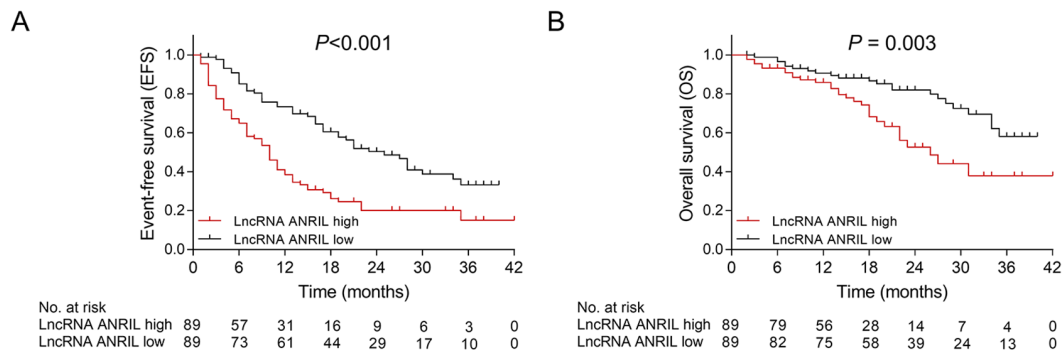 A
P<0.001
Event-free survival (EFS)
1.0
0.8
0.6
0.4
0.2
0.0
LncRNA ANRIL high
LncRNA ANRIL low
0 6 12 18 24 30 36 42
Time (months)
No. at risk
LncRNA ANRIL high 89 57 31 16 9 6 3 0
LncRNA ANRIL low 89 73 61 44 29 17 10 0
B
P = 0.003
Overall survival (OS)
1.0
0.8
0.6
0.4
0.2
0.0
LncRNA ANRIL high
LncRNA ANRIL low
0 6 12 18 24 30 36 42
Time (months)
No. at risk
LncRNA ANRIL high 89 79 56 28 14 7 4 0
LncRNA ANRIL low 89 82 75 58 39 24 13 0